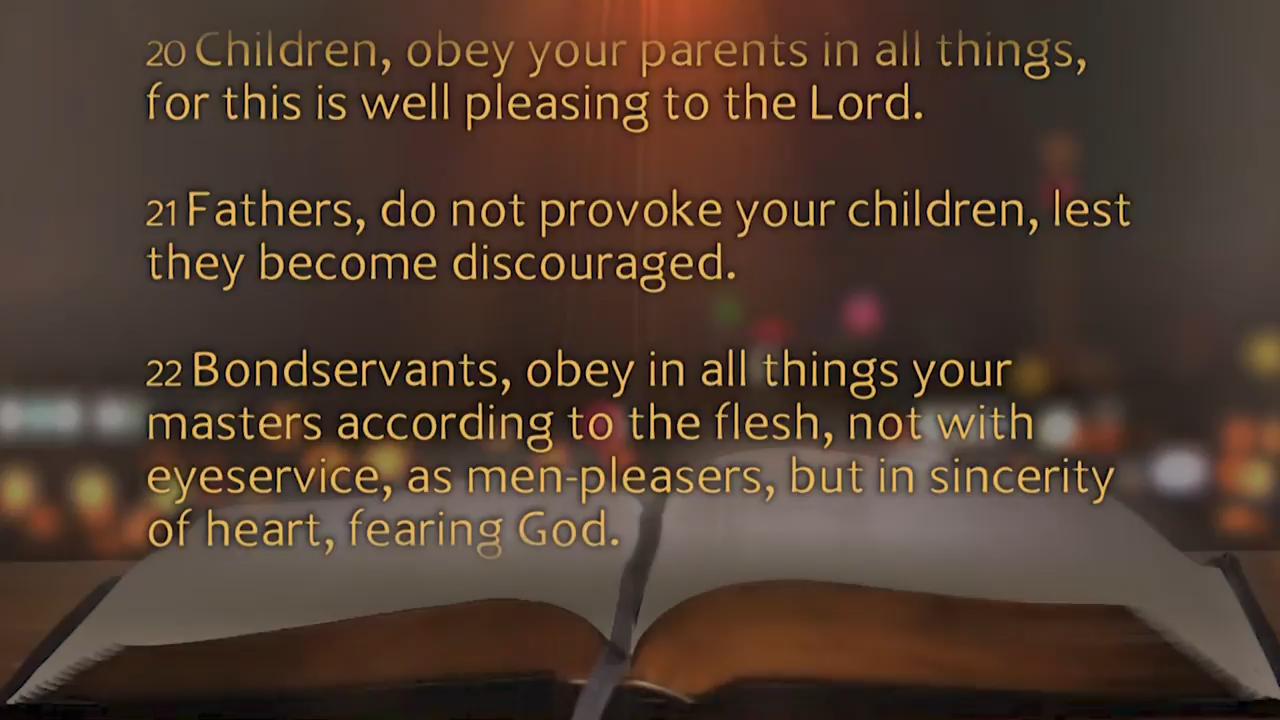 20 Children, obey your parents in all things,
for this is well pleasing to the Lord.
21 Fathers, do not provoke your children, lest
they become discouraged.
22 Bondservants, obey in all things your
masters according to the flesh, not with
eyeservice, as men-pleasers, but in sincerity
of heart, fearing God.